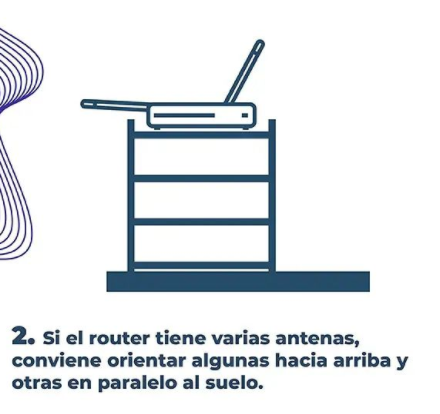 2. Si el router tiene varias antenas,
conviene orientar algunas hacia arriba y
otras en paralelo al suelo.